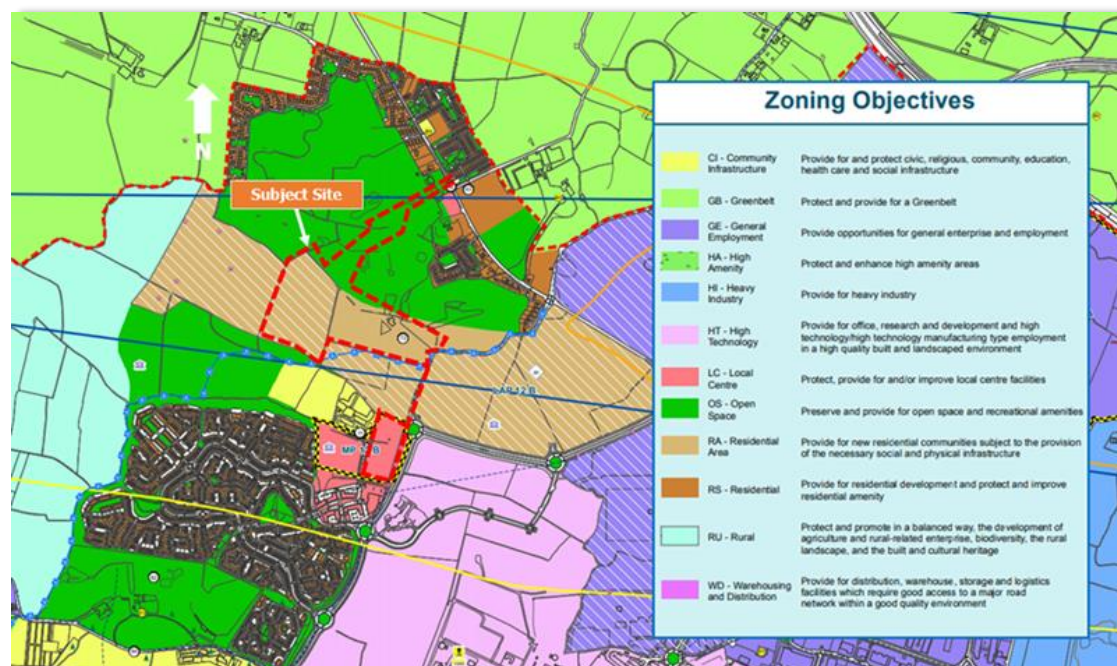 N
Subject Site
LAP 12 B
Zoning Objectives
CI - Community
Infrastructure
Provide for and protect civic, religious, community, education,
health care and social infrastructure
GB - Greenbelt
Protect and provide for a Greenbelt
GE - General
Employment
Provide opportunities for general enterprise and employment
HA - High
Amenity
Protect and enhance high amenity areas
HI - Heavy
Industry
Provide for heavy industry
HT - High
Technology
Provide for office, research and development and high
technology/high technology manufacturing type employment
in a high quality built and landscaped environment
LC - Local
Centre
Protect, provide for and/or improve local centre facilities
OS - Open
Space
Preserve and provide for open space and recreational amenities
RA - Residential
Area
Provide for new residential communities subject to the provision
of the necessary social and physical infrastructure
RS - Residential
Provide for residential development and protect and improve
residential amenity
RU - Rural
Protect and promote in a balanced way, the development of
agriculture and rural-related enterprise, biodiversity, the rural
landscape, and the built and cultural heritage
WD - Warehousing
and Distribution
Provide for distribution, warehouse, storage and logistics
facilities which require good access to a major road
network within a good quality environment